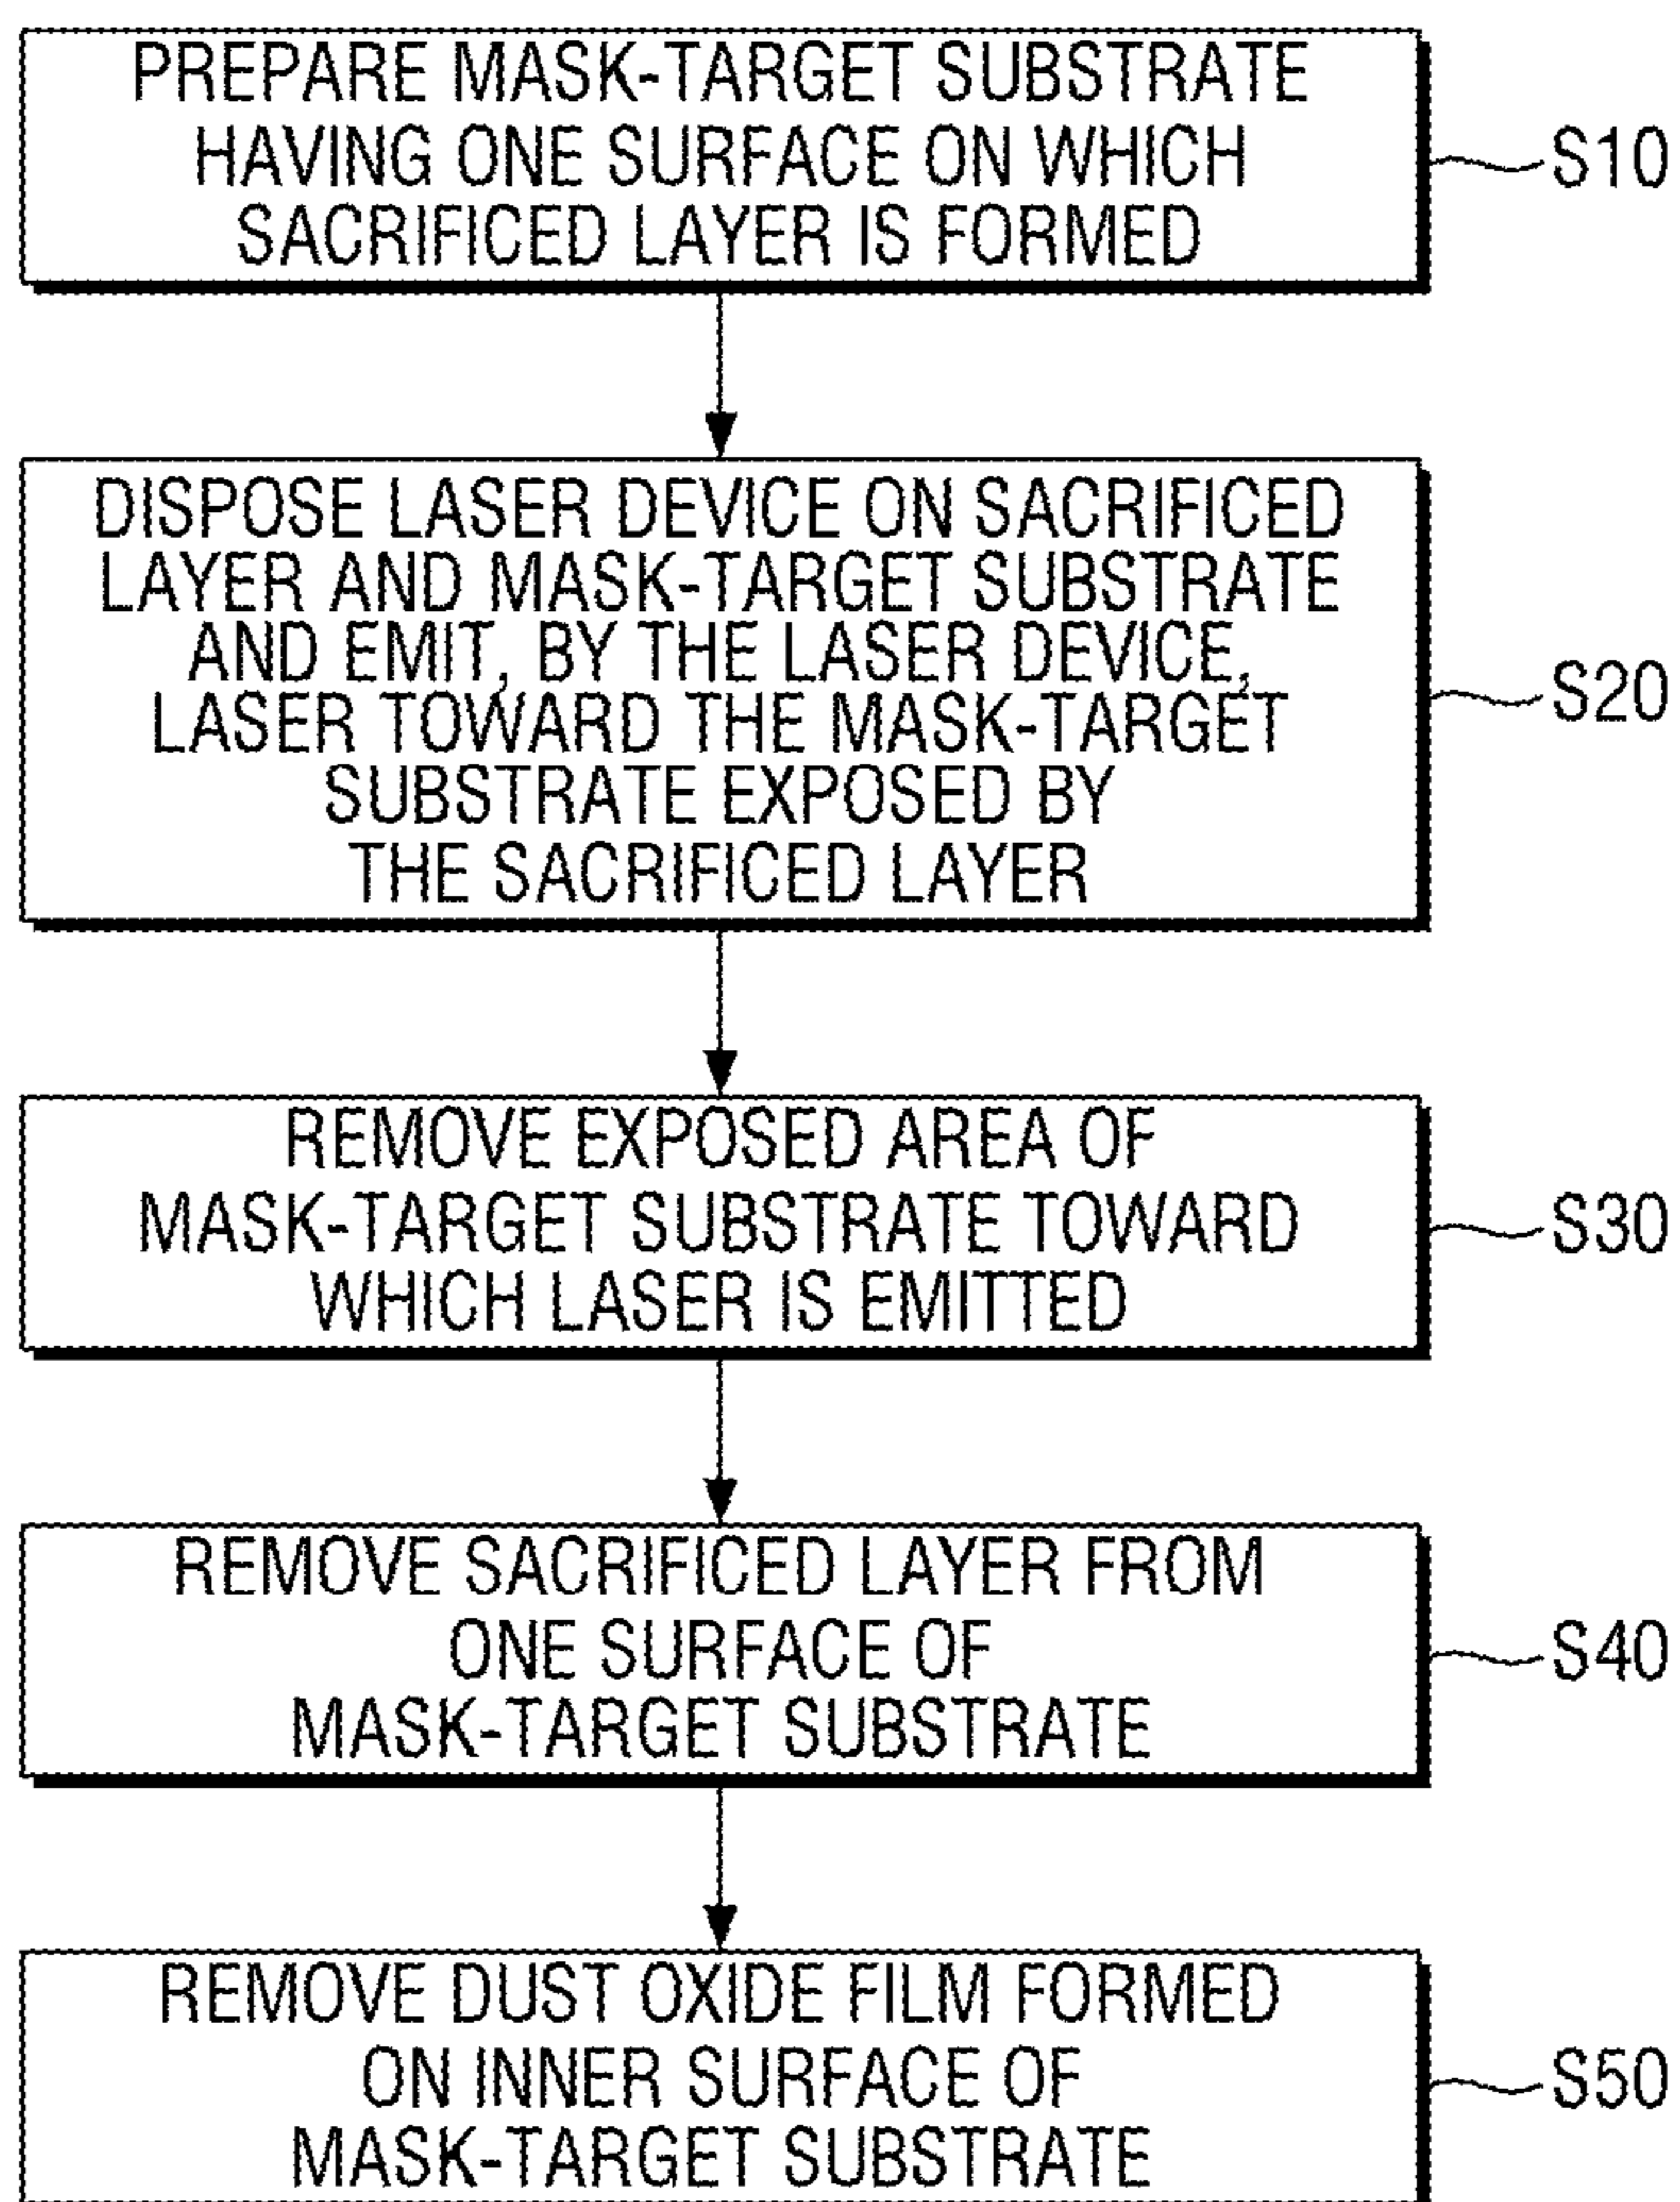 PREPARE MASK-TARGET SUBSTRATE
HAVING ONE SURFACE ON WHICH
SACRIFICED LAYER IS FORMED
S10
DISPOSE LASER DEVICE ON SACRIFICED
LAYER AND MASK-TARGET SUBSTRATE
AND EMIT, BY THE LASER DEVICE,
LASER TOWARD THE MASK-TARGET
SUBSTRATE EXPOSED BY
THE SACRIFICED LAYER
S20
REMOVE EXPOSED AREA OF
MASK-TARGET SUBSTRATE TOWARD
WHICH LASER IS EMITTED
S30
REMOVE SACRIFICED LAYER FROM
ONE SURFACE OF
MASK-TARGET SUBSTRATE
S40
REMOVE DUST OXIDE FILM FORMED
ON INNER SURFACE OF
MASK-TARGET SUBSTRATE
S50